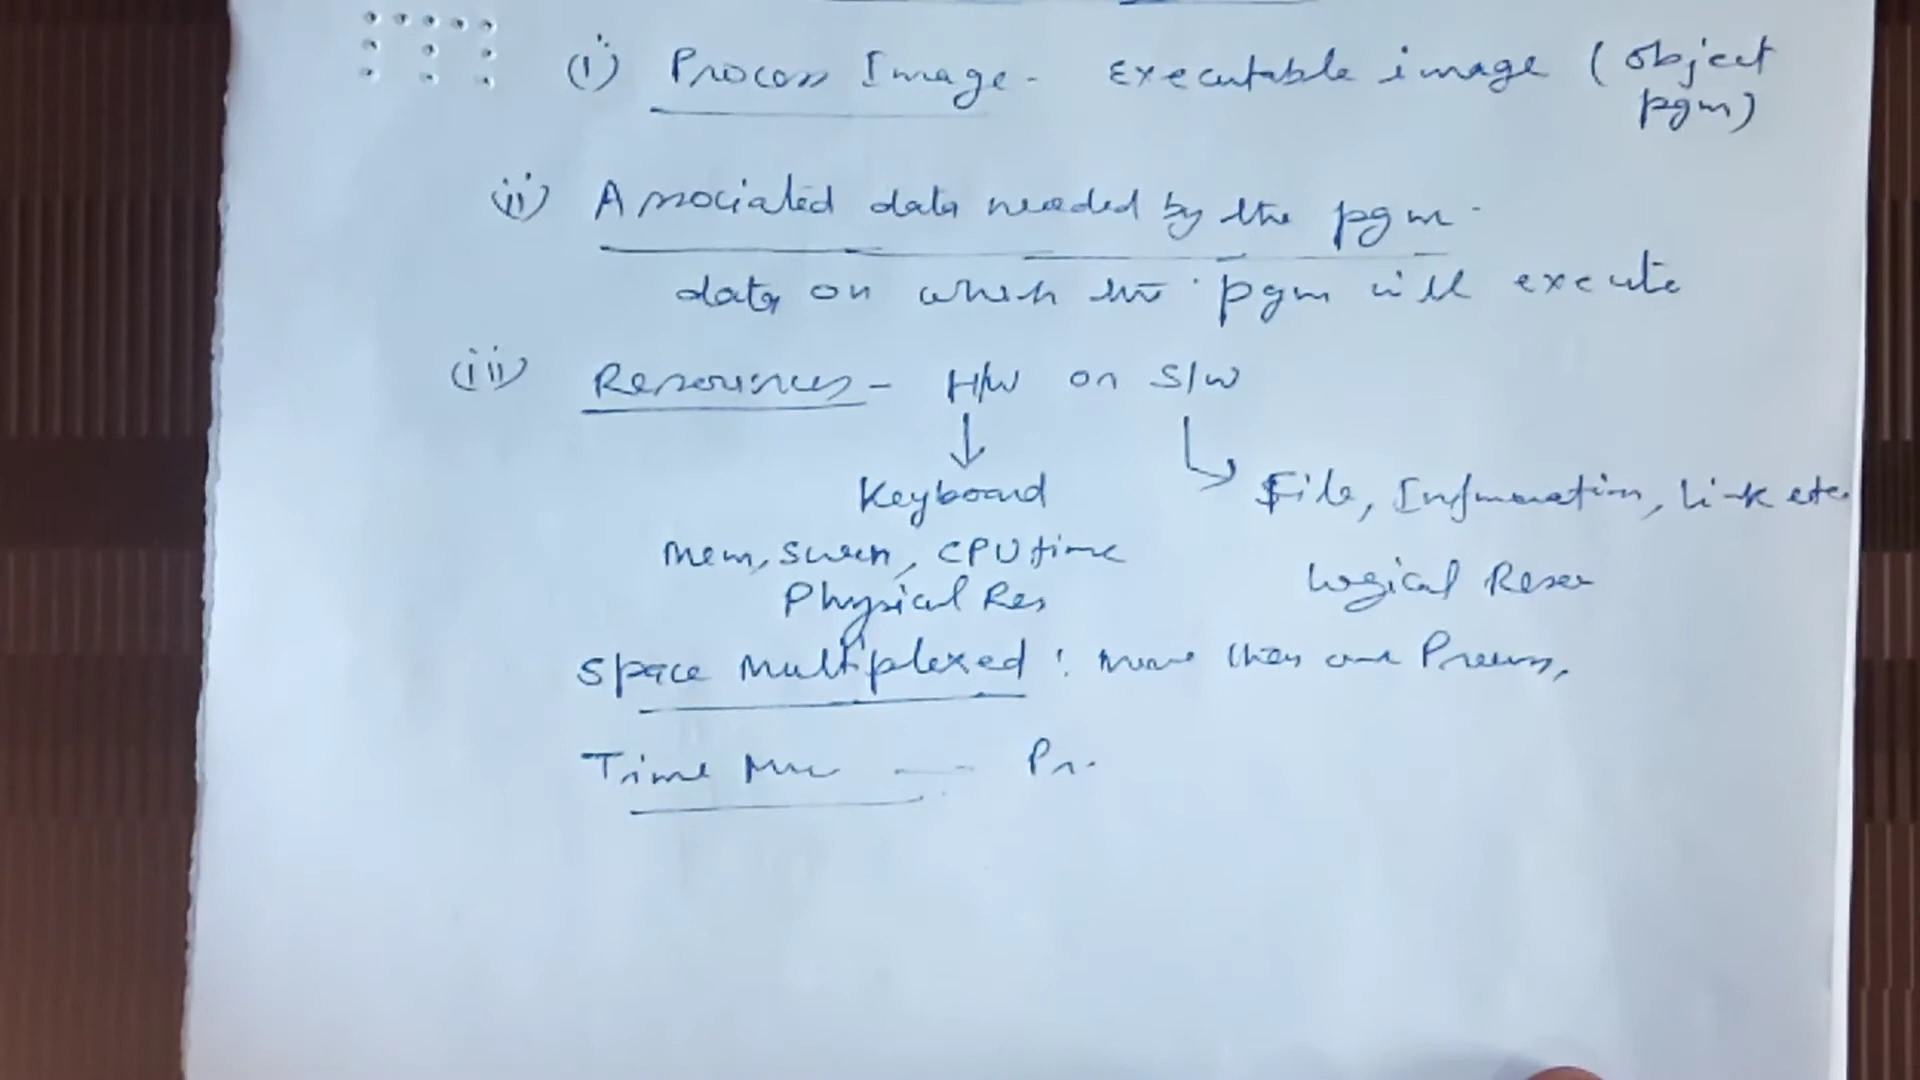 (i) Process Image - Executable image (object
pgm)
(ii) Associated data needed by the pgm -
data on which the pgm will execute
(iii) Resources - H/W or S/W
Keyboard
File, Information, Link etc.
Mem, Screen, CPU time
Physical Res
Logical Reser
Space Multiplexed : more than one Process,
Time Mu Pr.